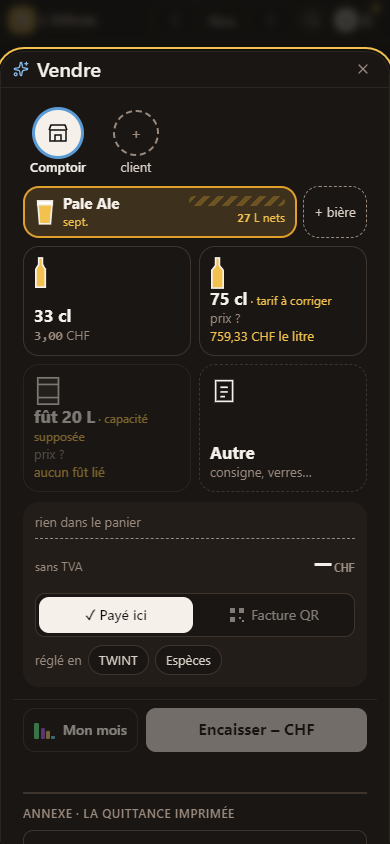 Vendre
×
+
Comptoir
client
Pale Ale
sept.
27 L nets
+ bière
33 cl
3,00 CHF
75 cl · tarif à corriger
prix ?
759,33 CHF le litre
fût 20 L · capacité
supposée
prix ?
aucun fût lié
Autre
consigne, verres...
rien dans le panier
sans TVA
— CHF
✓ Payé ici
Facture QR
réglé en
TWINT
Espèces
Mon mois
Encaisser – CHF
ANNEXE · LA QUITTANCE IMPRIMÉE